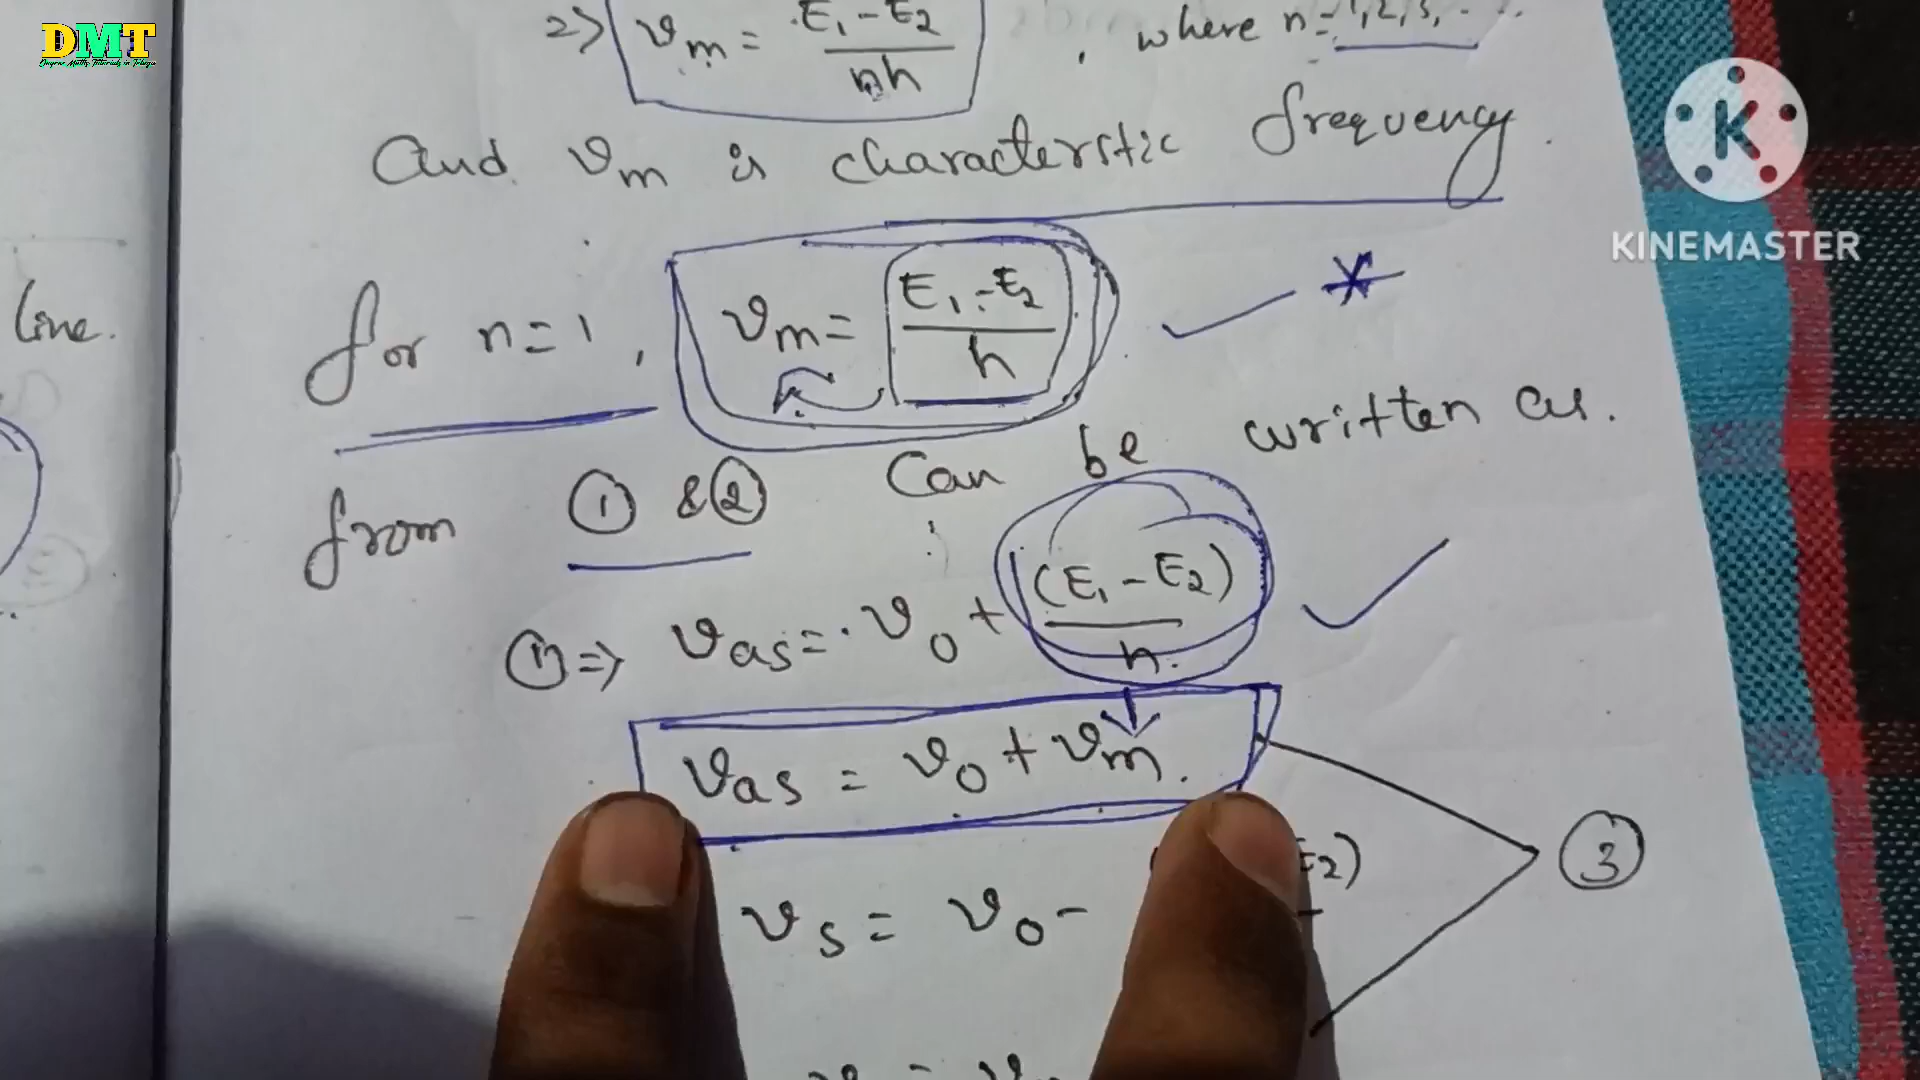 DMT
2) νm = E1 - E2 / nh, where n = 1, 2, 3, ...
KINEMASTER
And νm is characterstic frequency.
line.
for n = 1, νm = E1 - E2 / h
from ① & ② Can be written as.
① => νas = ν0 + (E1 - E2) / h.
νas = ν0 + νm.
③
νs = ν0 - E2)